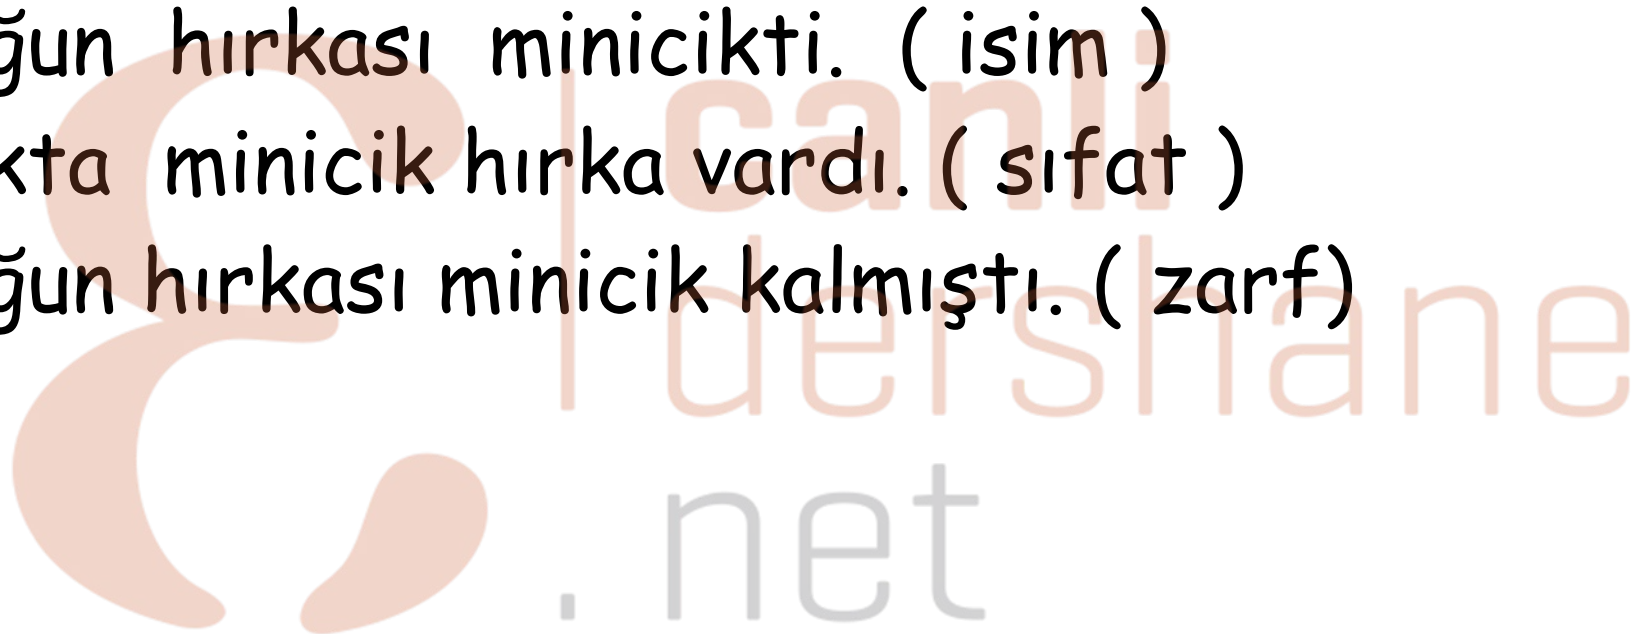 ğun hırkası minicikti. ( isim )
kta minicik hırka vardı. ( sıfat )
ğun hırkası minicik kalmıştı. ( zarf)
canlı
dershane
.net